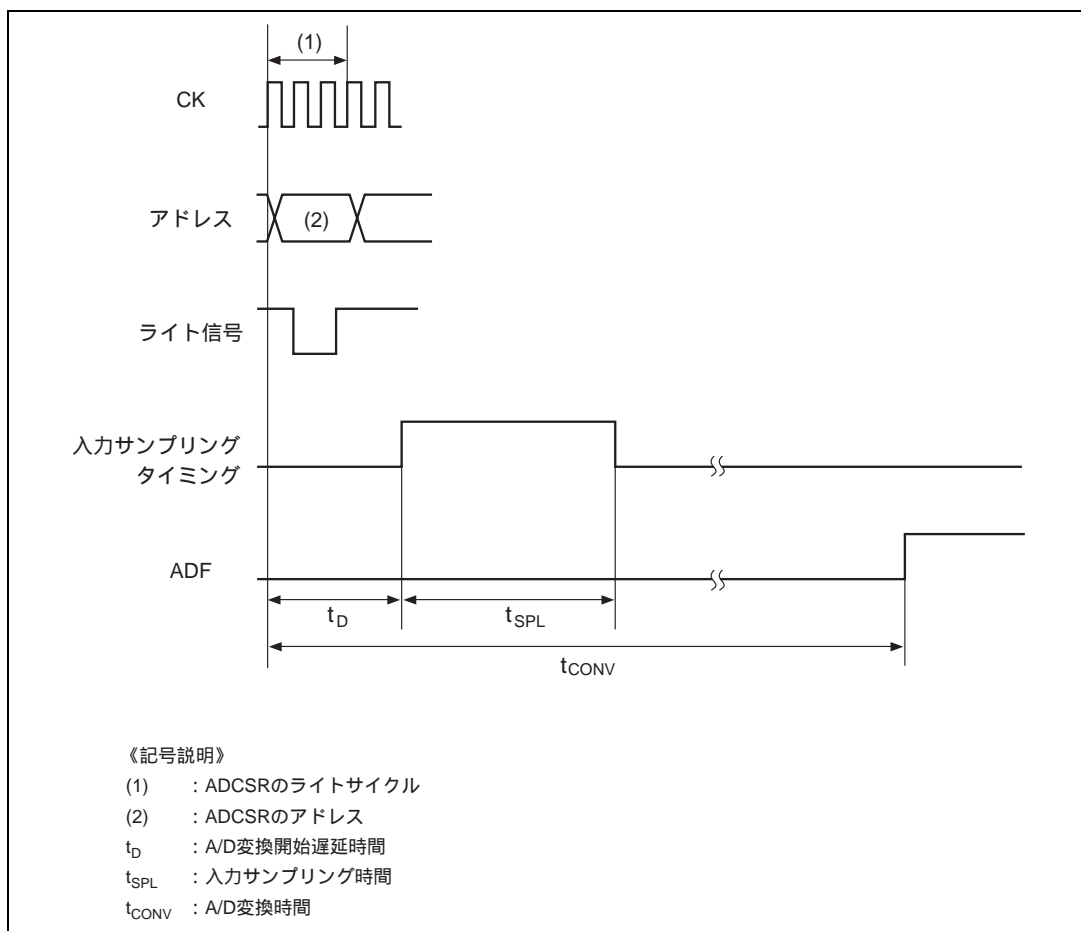 (1)
CK
アドレス
(2)
ライト信号
入力サンプリング
タイミング
ADF
tD
tSPL
tCONV
《記号説明》
(1) : ADCSRのライトサイクル
(2) : ADCSRのアドレス
tD : A/D変換開始遅延時間
tSPL : 入力サンプリング時間
tCONV : A/D変換時間